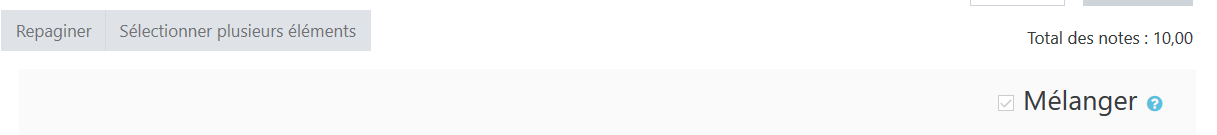 Repaginer
Sélectionner plusieurs éléments
Total des notes : 10,00
Mélanger
?